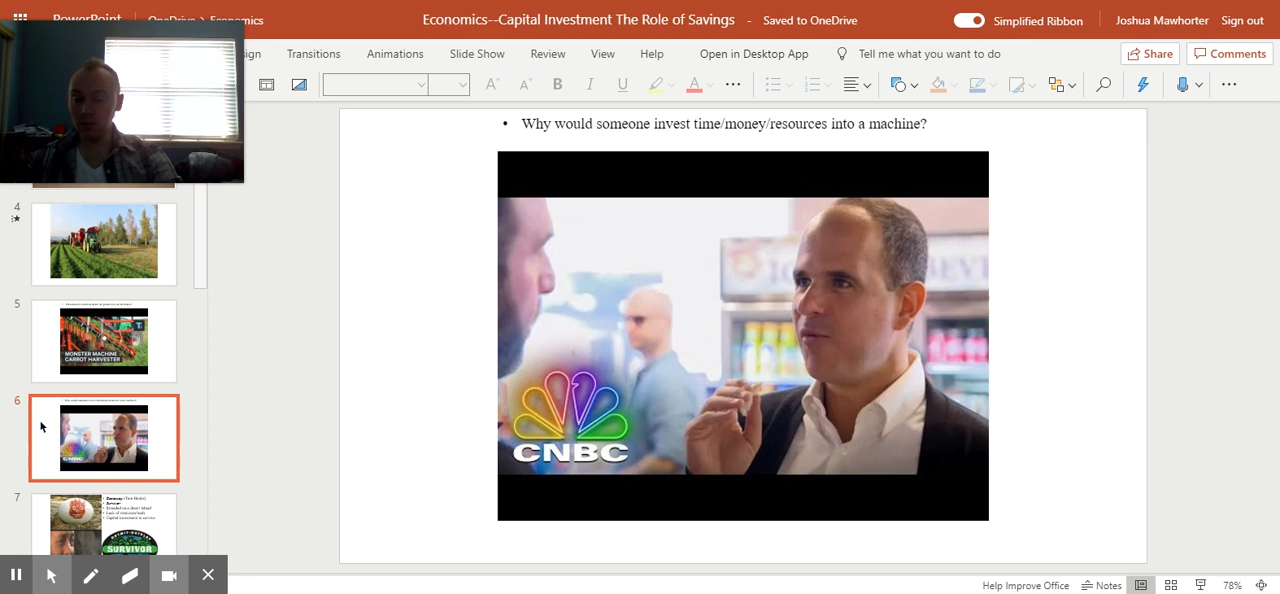 PowerPoint
OneDrive > Economics
Economics--Capital Investment The Role of Savings - Saved to OneDrive
Simplified Ribbon
Joshua Mawhorter
Sign out
Transitions
Animations
Slide Show
Review
View
Help
Open in Desktop App
Tell me what you want to do
Share
Comments
• Why would someone invest time/money/resources into a machine?
CNBC
4
5
MONSTER MACHINE
CARROT HARVESTER
6
CNBC
7
SURVIVOR
Help Improve Office
Notes
78%